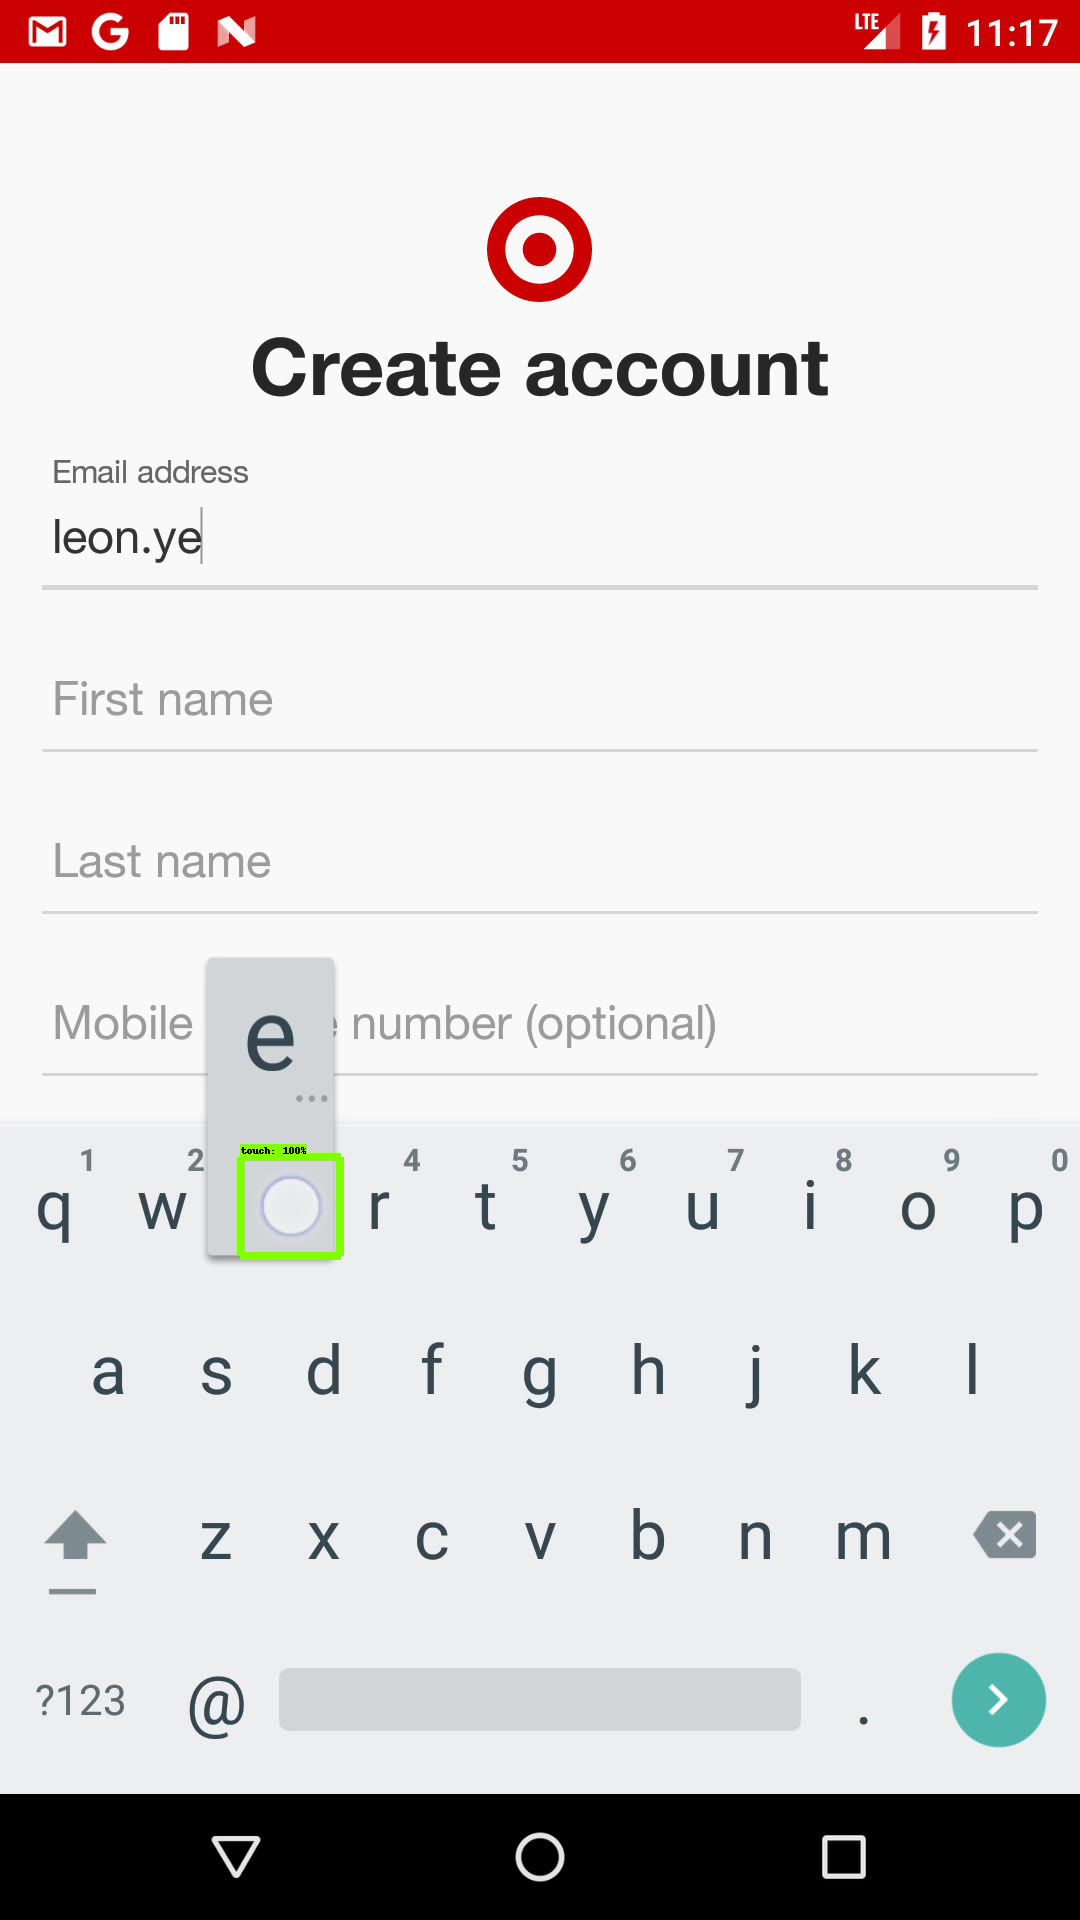 LTE 11:17
Create account
Email address
leon.ye
First name
Last name
Mobile e number (optional)
e
...
touch: 100%
1 2 4 5 6 7 8 9 0
q w r t y u i o p
a s d f g h j k l
z x c v b n m
?123 @ .